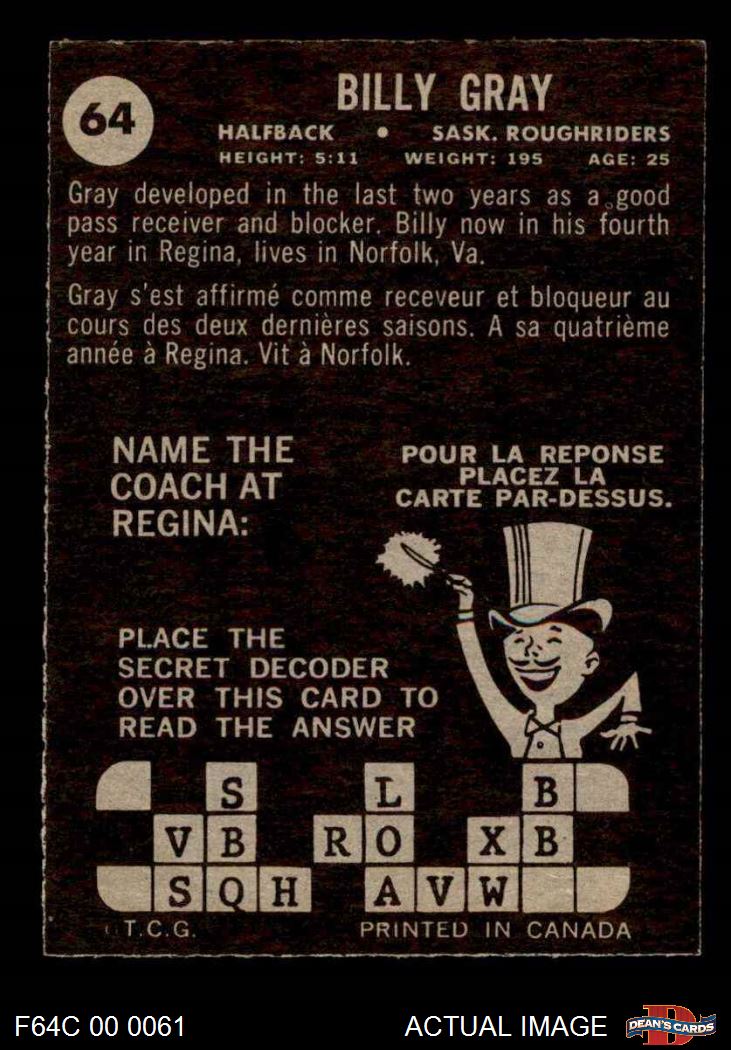 64
BILLY GRAY
HALFBACK • SASK. ROUGHRIDERS
HEIGHT: 5:11 WEIGHT: 195 AGE: 25
Gray developed in the last two years as a good
pass receiver and blocker. Billy now in his fourth
year in Regina, lives in Norfolk, Va.
Gray s'est affirmé comme receveur et bloqueur au
cours des deux dernières saisons. A sa quatrième
année à Regina. Vit à Norfolk.
NAME THE
COACH AT
REGINA:
POUR LA REPONSE
PLACEZ LA
CARTE PAR-DESSUS.
PLACE THE
SECRET DECODER
OVER THIS CARD TO
READ THE ANSWER
S L B
V B R O X B
S Q H A V W
T.C.G. PRINTED IN CANADA
F64C 00 0061 ACTUAL IMAGE DEAN'S CARDS